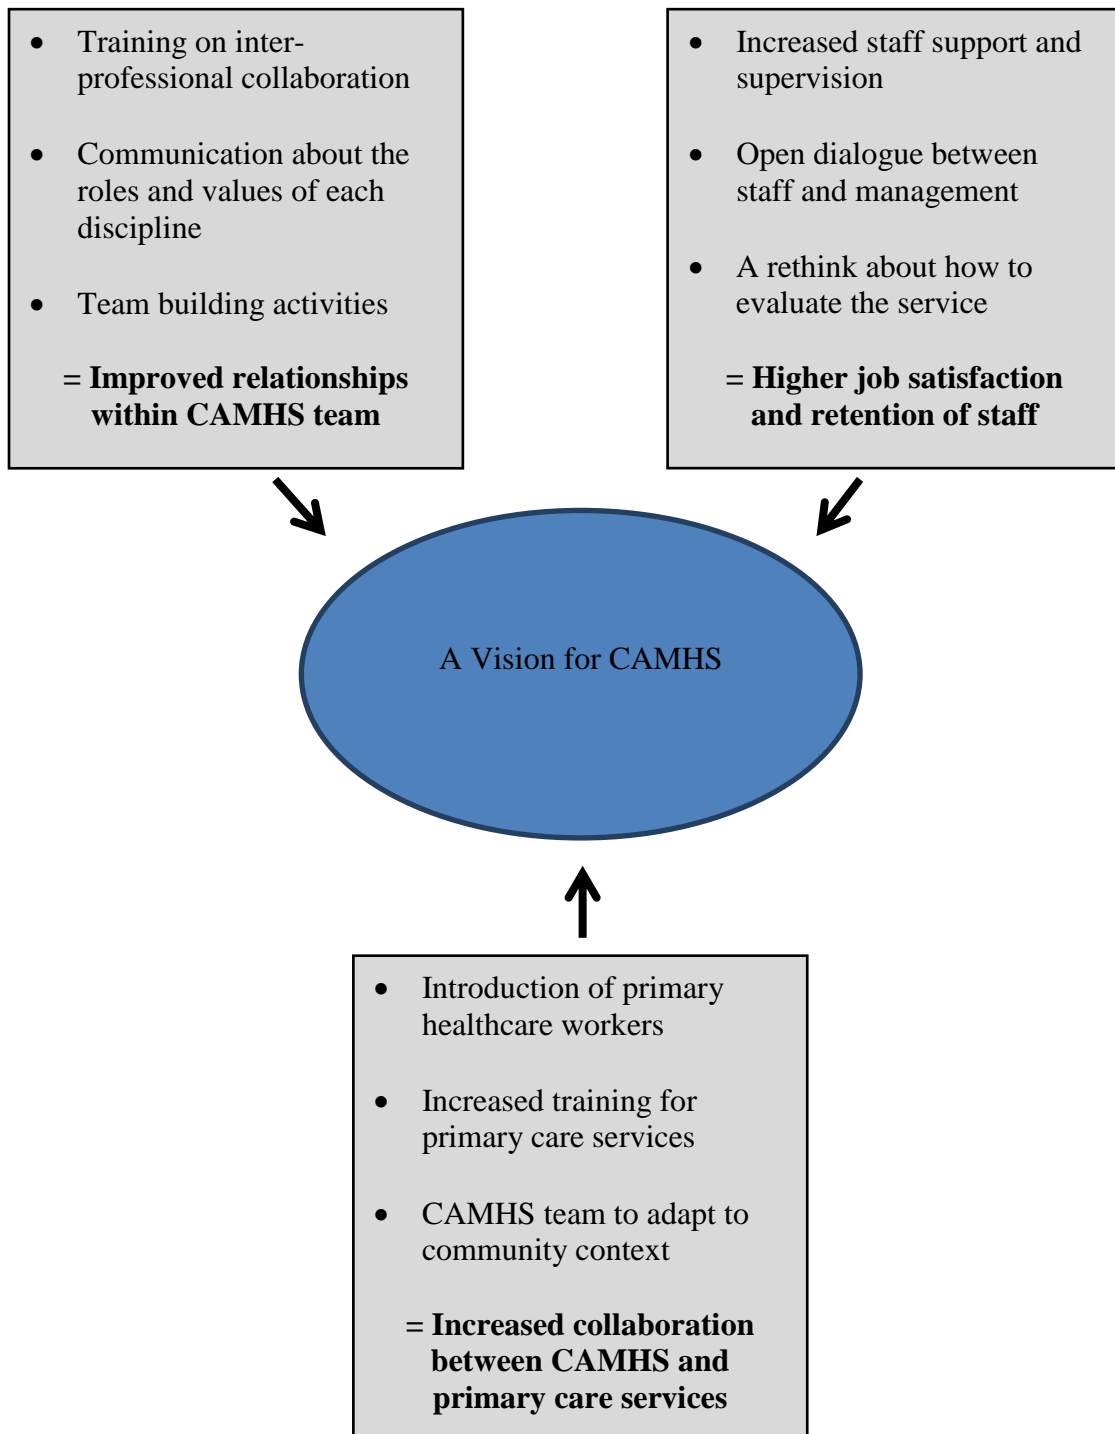 • Training on inter-
professional collaboration
• Communication about the
roles and values of each
discipline
• Team building activities
= Improved relationships
within CAMHS team
• Increased staff support and
supervision
• Open dialogue between
staff and management
• A rethink about how to
evaluate the service
= Higher job satisfaction
and retention of staff
A Vision for CAMHS
• Introduction of primary
healthcare workers
• Increased training for
primary care services
• CAMHS team to adapt to
community context
= Increased collaboration
between CAMHS and
primary care services